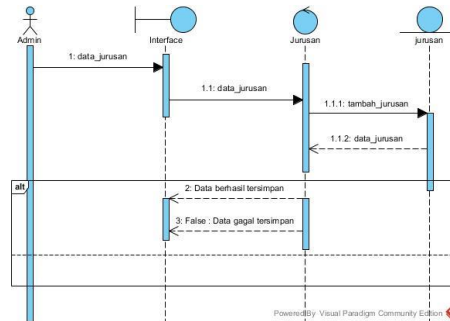 Admin
Interface
Jurusan
jurusan
1: data_jurusan
1.1: data_jurusan
1.1.1: tambah_jurusan
1.1.2: data_jurusan
alt
2: Data berhasil tersimpan
3: False : Data gagal tersimpan
Powered By Visual Paradigm Community Edition